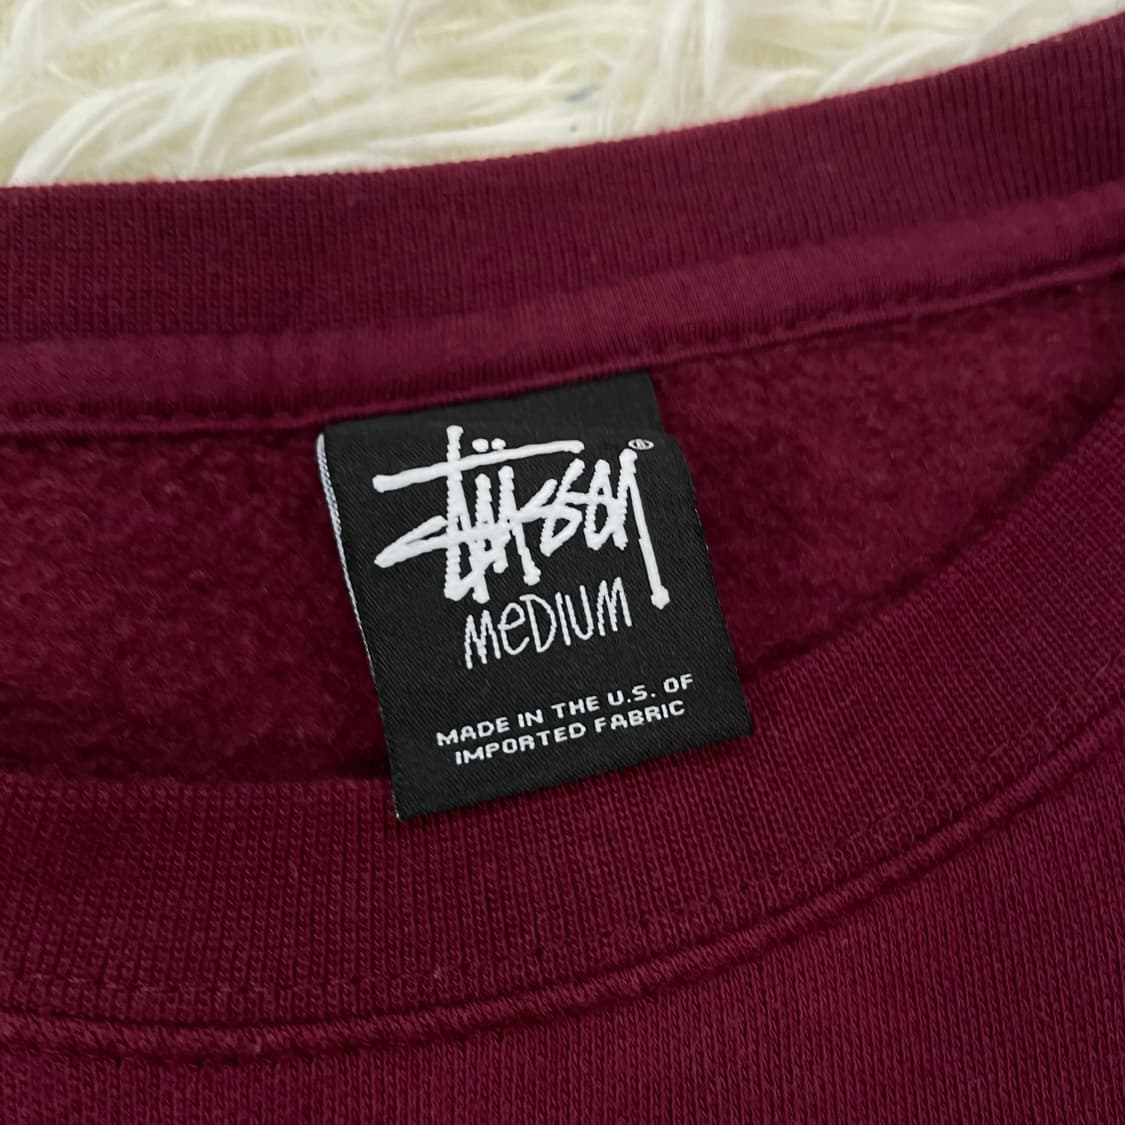 Stüssy ®
MEDIUM
MADE IN THE U.S. OF
IMPORTED FABRIC